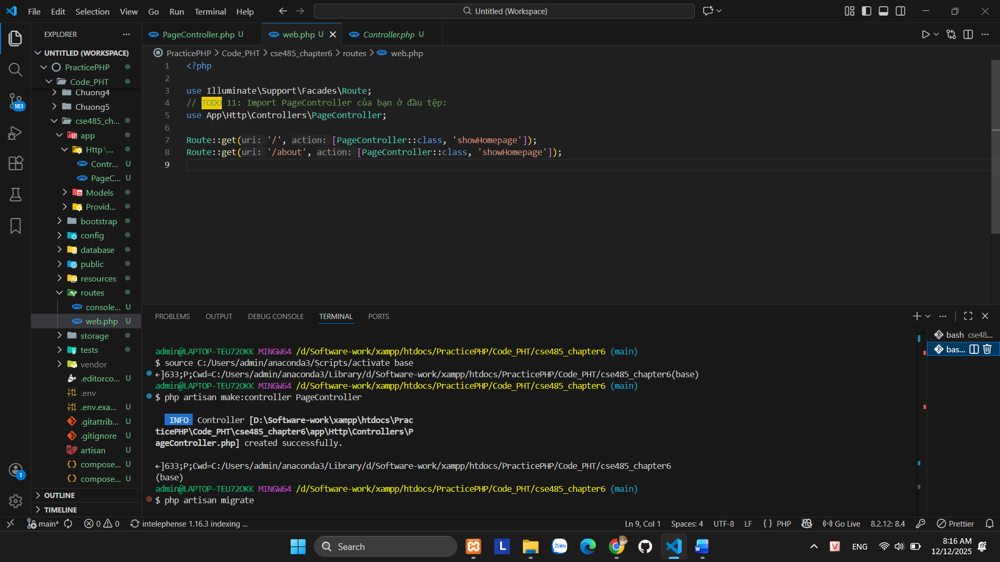 File Edit Selection View Go Run Terminal Help
Untitled (Workspace)
EXPLORER
UNTITLED (WORKSPACE)
PracticePHP
Code_PHT
Chuong4
Chuong5
cse485_ch...
app
Http\...
Contr... U
PageC... U
Models
Provid...
bootstrap
config
database
public
resources
routes
console... U
web.php U
storage
tests
vendor
.editorco... U
.env
.env.exa... U
.gitattrib... U
.gitignore U
artisan U
compose... U
compose... U
OUTLINE
TIMELINE
183
1
PageController.php U
web.php U
Controller.php U
PracticePHP > Code_PHT > cse485_chapter6 > routes > web.php
1 <?php
2
3 use Illuminate\Support\Facades\Route;
4 // TODO 11: Import PageController của bạn ở đầu tệp:
5 use App\Http\Controllers\PageController;
6
7 Route::get(uri: '/', action: [PageController::class, 'showHomepage']);
8 Route::get(uri: '/about', action: [PageController::class, 'showHomepage']);
9
PROBLEMS OUTPUT DEBUG CONSOLE TERMINAL PORTS
admin@LAPTOP-TEU72OKK MINGW64 /d/Software-work/xampp/htdocs/PracticePHP/Code_PHT/cse485_chapter6 (main)
$ source C:/Users/admin/anaconda3/Scripts/activate base
←]633;P;Cwd=C:/Users/admin/anaconda3/Library/d/Software-work/xampp/htdocs/PracticePHP/Code_PHT/cse485_chapter6(base)
admin@LAPTOP-TEU72OKK MINGW64 /d/Software-work/xampp/htdocs/PracticePHP/Code_PHT/cse485_chapter6 (main)
$ php artisan make:controller PageController
INFO Controller [D:\Software-work\xampp\htdocs\Prac
ticePHP\Code_PHT\cse485_chapter6\app\Http\Controllers\P
ageController.php] created successfully.
←]633;P;Cwd=C:/Users/admin/anaconda3/Library/d/Software-work/xampp/htdocs/PracticePHP/Code_PHT/cse485_chapter6
(base)
admin@LAPTOP-TEU72OKK MINGW64 /d/Software-work/xampp/htdocs/PracticePHP/Code_PHT/cse485_chapter6 (main)
$ php artisan migrate
bash cse48...
bas...
main* 0 0 intelephense 1.16.3 indexing ...
Ln 9, Col 1 Spaces: 4 UTF-8 LF { } PHP Go Live 8.2.12: 8.4 Prettier
Search
L
Zalo
W
V
ENG
8:16 AM
12/12/2025